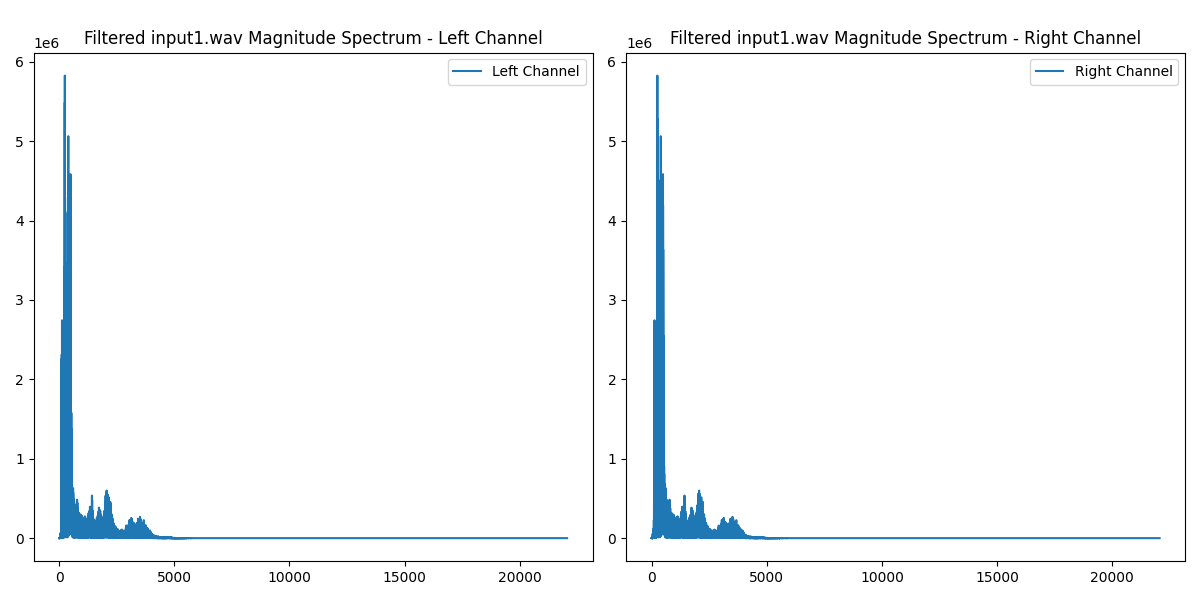 Filtered input1.wav Magnitude Spectrum - Left Channel
1e6
Left Channel
6
5
4
3
2
1
0
0 5000 10000 15000 20000
Filtered input1.wav Magnitude Spectrum - Right Channel
1e6
Right Channel
6
5
4
3
2
1
0
0 5000 10000 15000 20000